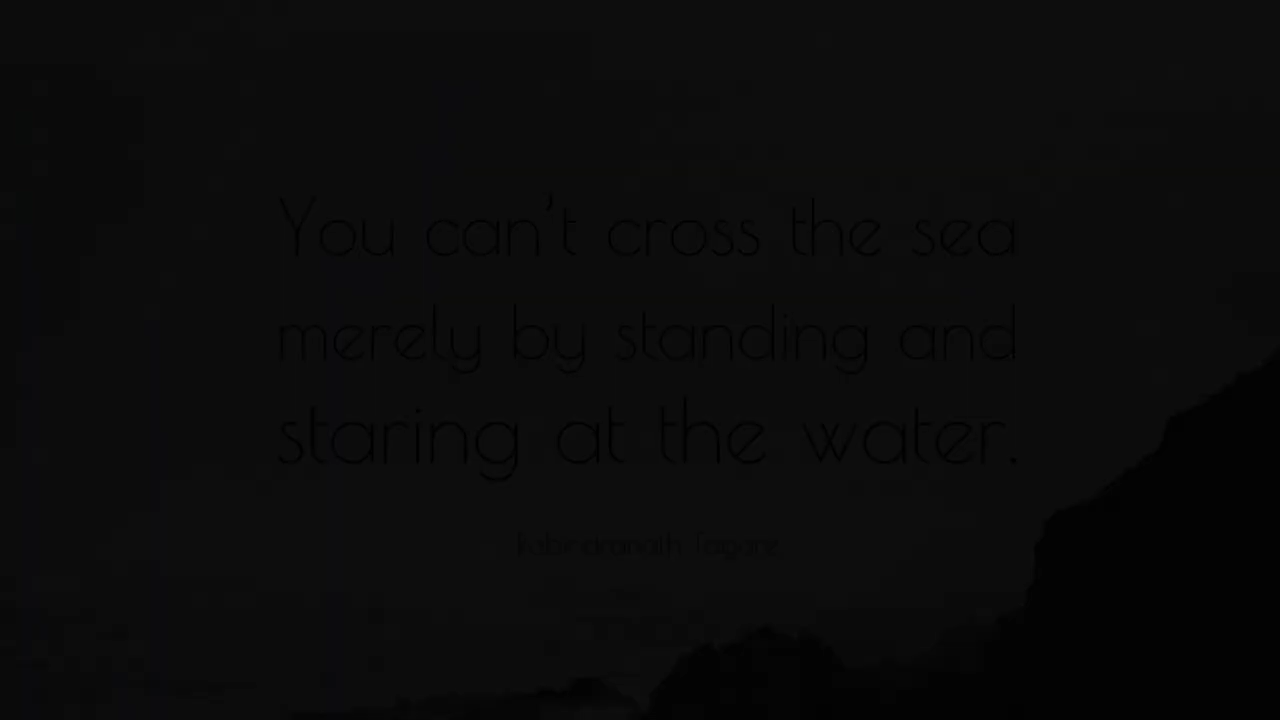 You can't cross the sea
merely by standing and
staring at the water.
Rabindranath Tagore